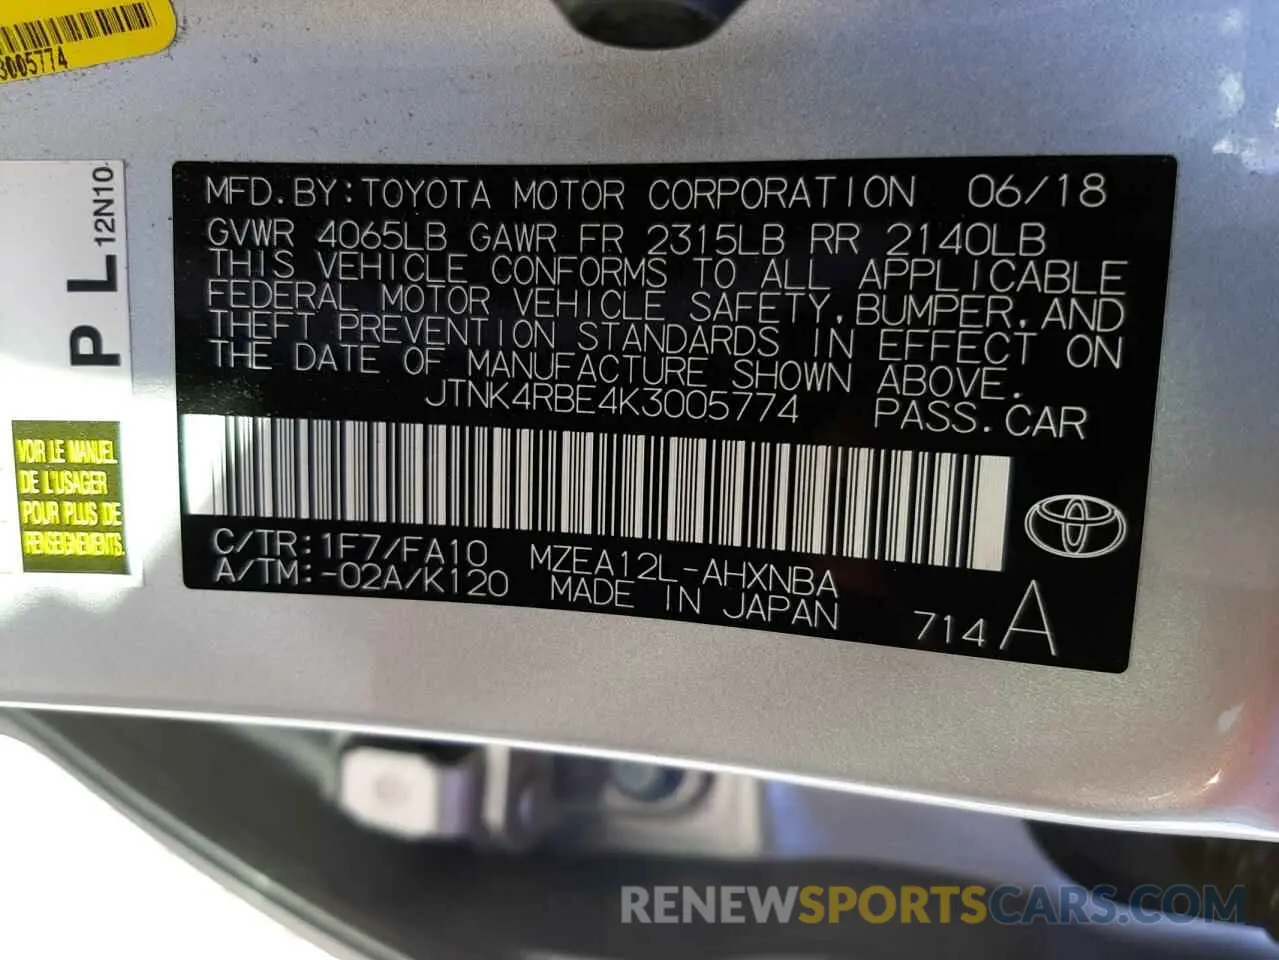 3005774
P L 12N10
VOIR LE MANUEL
DE L'USAGER
POUR PLUS DE
RENSEIGNEMENTS.
MFD.BY:TOYOTA MOTOR CORPORATION 06/18
GVWR 4065LB GAWR FR 2315LB RR 2140LB
THIS VEHICLE CONFORMS TO ALL APPLICABLE
FEDERAL MOTOR VEHICLE SAFETY,BUMPER,AND
THEFT PREVENTION STANDARDS IN EFFECT ON
THE DATE OF MANUFACTURE SHOWN ABOVE.
JTNK4RBE4K3005774 PASS.CAR
C/TR:1F7/FA10 MZEA12L-AHXNBA
A/TM:-02A/K120 MADE IN JAPAN 714A
RENEWSPORTSCARS.COM